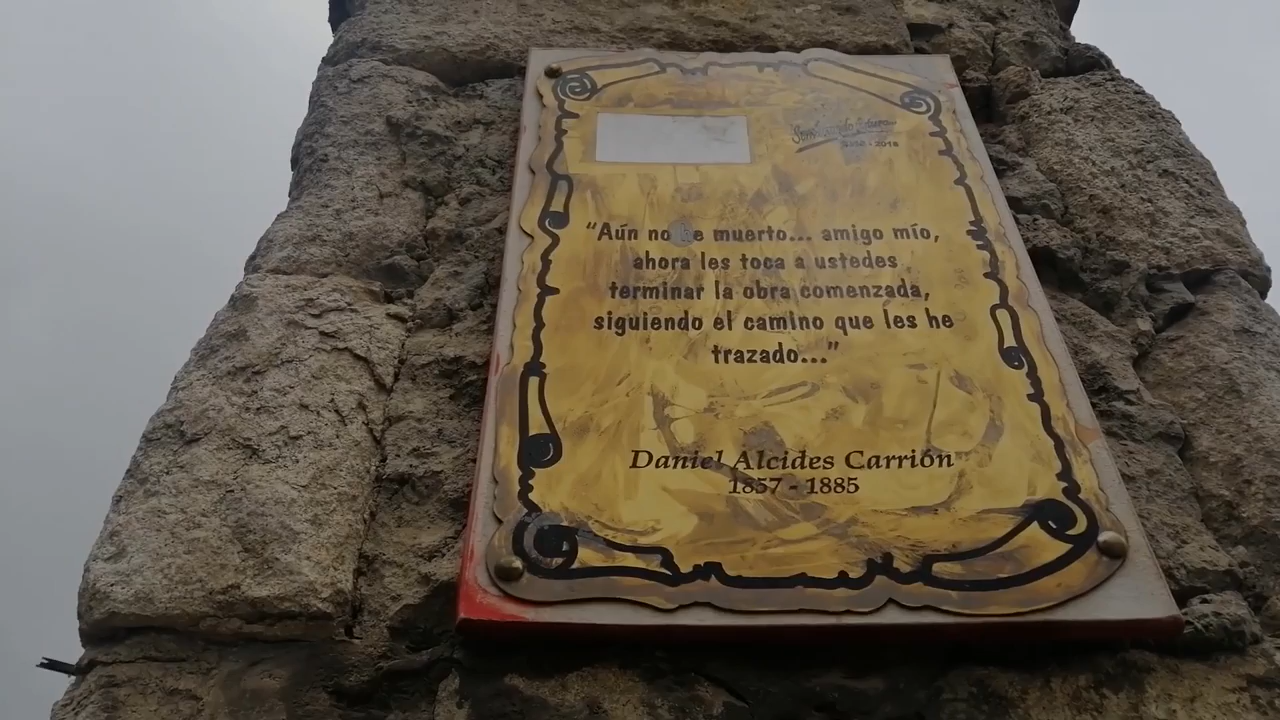 “Aún no he muerto... amigo mío,
ahora les toca a ustedes
terminar la obra comenzada,
siguiendo el camino que les he
trazado...”
Daniel Alcides Carrión
1857 - 1885